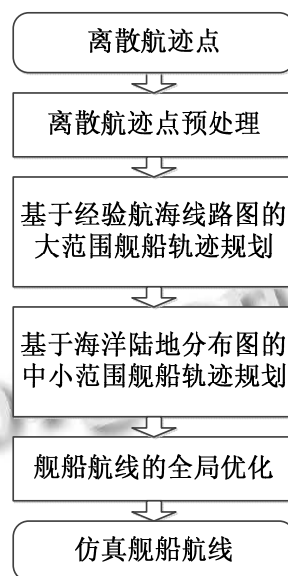 离散航迹点
离散航迹点预处理
基于经验航海线路图的
大范围舰船轨迹规划
基于海洋陆地分布图的
中小范围舰船轨迹规划
舰船航线的全局优化
仿真舰船航线